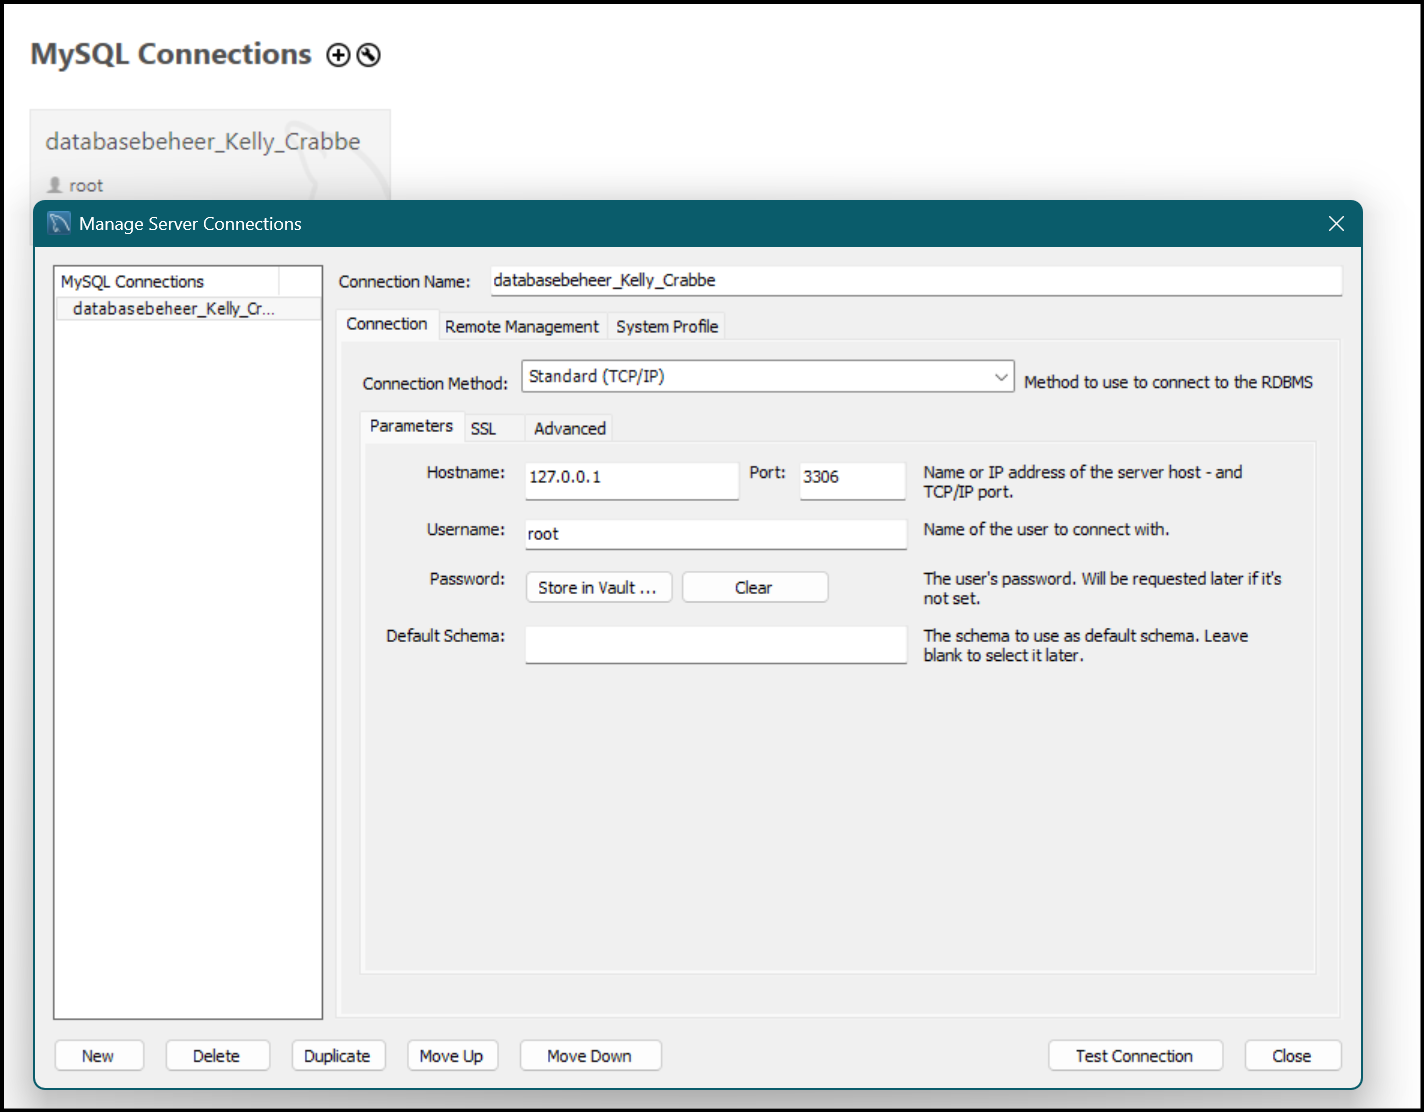 MySQL Connections
databasebeheer_Kelly_Crabbe
root
Manage Server Connections
MySQL Connections
databasebeheer_Kelly_Cr...
Connection Name: databasebeheer_Kelly_Crabbe
Connection Remote Management System Profile
Connection Method: Standard (TCP/IP) Method to use to connect to the RDBMS
Parameters SSL Advanced
Hostname: 127.0.0.1 Port: 3306 Name or IP address of the server host - and
TCP/IP port.
Username: root Name of the user to connect with.
Password: Store in Vault ... Clear The user's password. Will be requested later if it's
not set.
Default Schema: The schema to use as default schema. Leave
blank to select it later.
New Delete Duplicate Move Up Move Down Test Connection Close